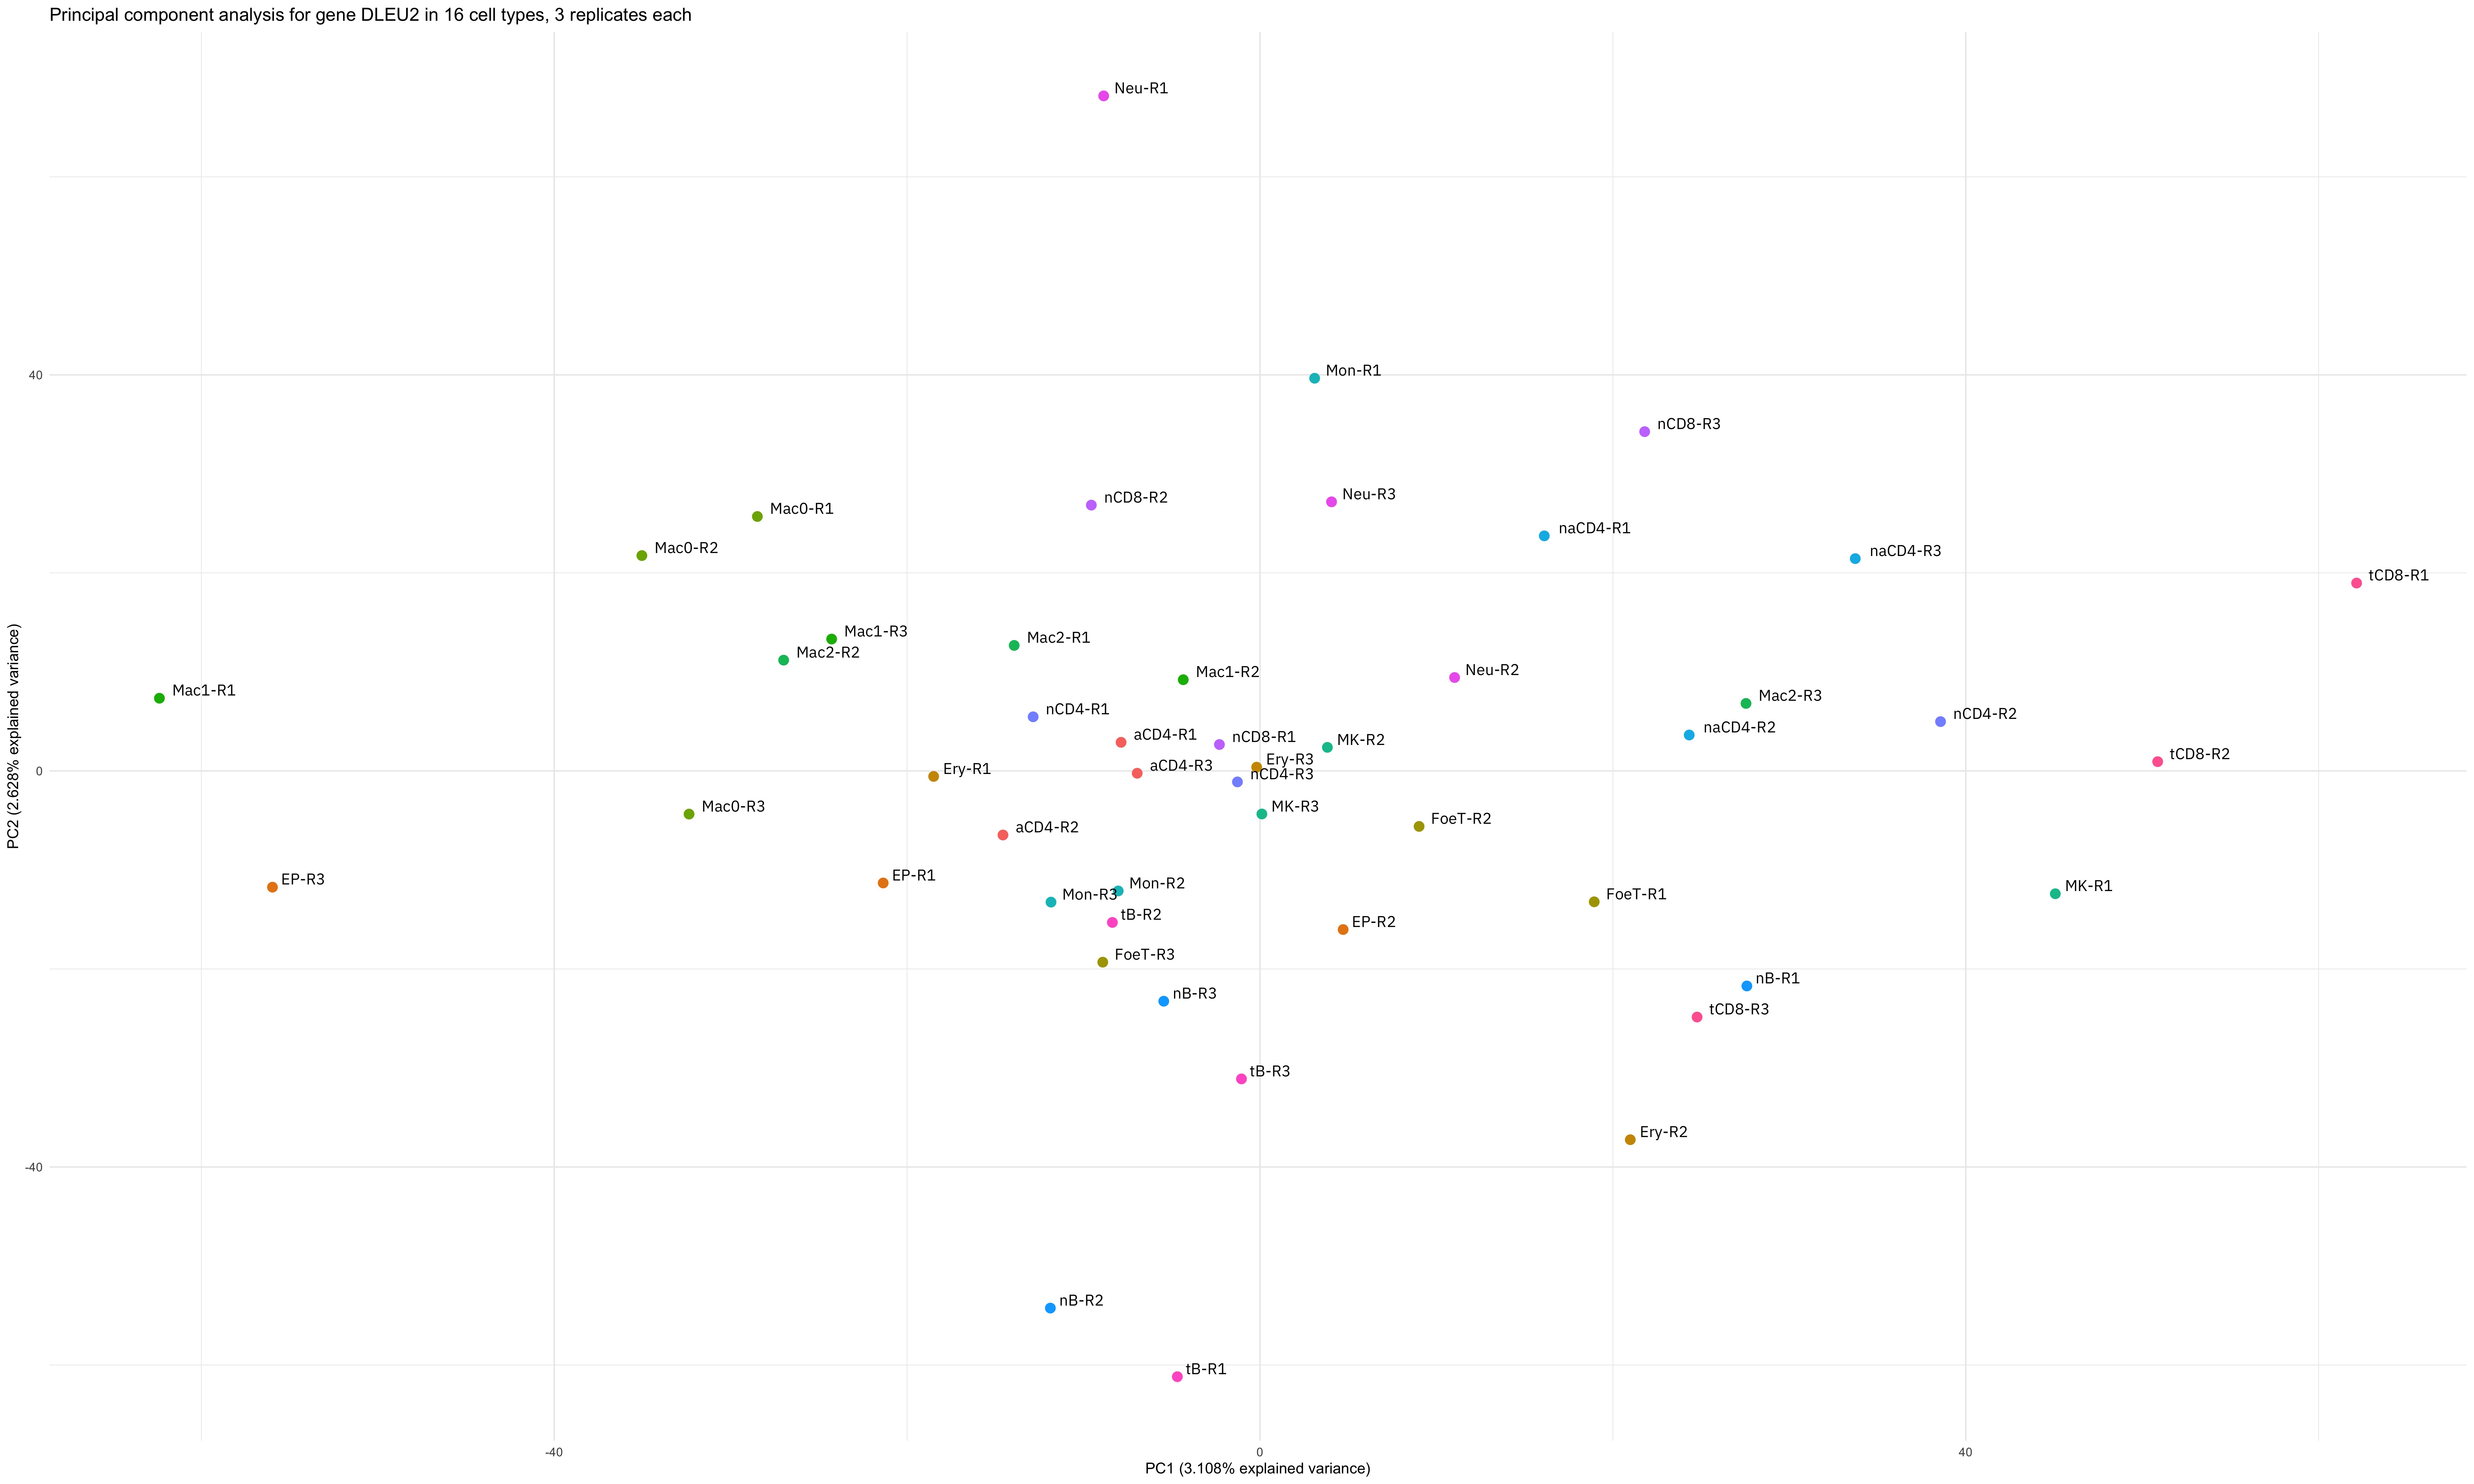 Principal component analysis for gene DLEU2 in 16 cell types, 3 replicates each
Neu-R1
40
Mon-R1
nCD8-R3
nCD8-R2
Neu-R3
Mac0-R1
naCD4-R1
Mac0-R2
naCD4-R3
tCD8-R1
Mac1-R3
Mac2-R1
Mac2-R2
Mac1-R2
Neu-R2
Mac1-R1
Mac2-R3
nCD4-R1
nCD4-R2
naCD4-R2
aCD4-R1
nCD8-R1
MK-R2
tCD8-R2
Ery-R3
aCD4-R3
Ery-R1
0
nCD4-R3
Mac0-R3
MK-R3
FoeT-R2
aCD4-R2
EP-R3
EP-R1
Mon-R2
MK-R1
Mon-R3
FoeT-R1
tB-R2
EP-R2
FoeT-R3
nB-R1
nB-R3
tCD8-R3
tB-R3
Ery-R2
-40
nB-R2
tB-R1
PC2 (2.628% explained variance)
-40
0
40
PC1 (3.108% explained variance)